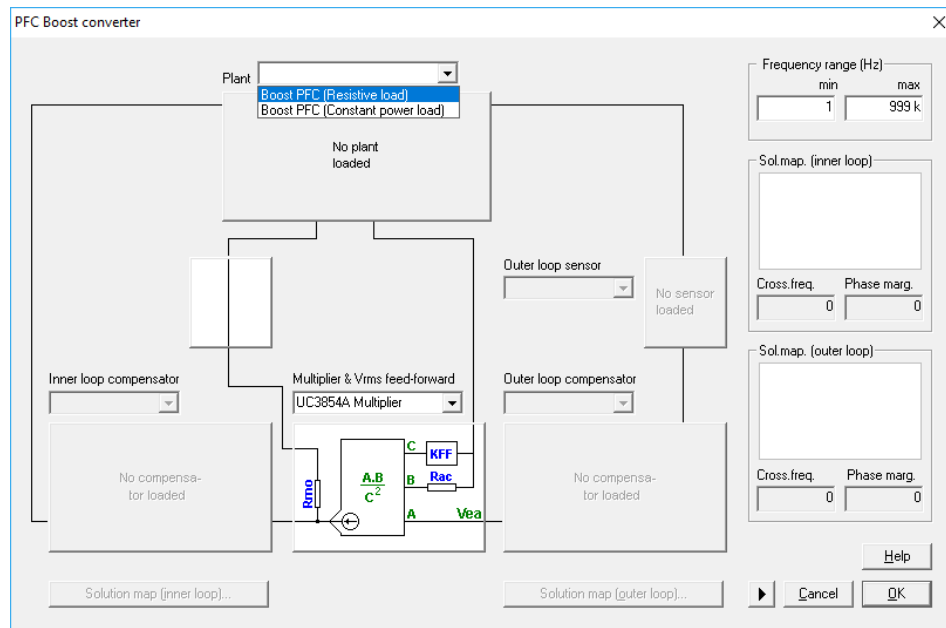 PFC Boost converter
Plant
Boost PFC (Resistive load)
Boost PFC (Constant power load)
No plant
loaded
Frequency range (Hz)
min
max
1
999 k
Sol.map. (inner loop)
Cross.freq.
Phase marg.
0
0
Outer loop sensor
No sensor
loaded
Sol.map. (outer loop)
Cross.freq.
Phase marg.
0
0
Inner loop compensator
No compensa-
tor loaded
Multiplier & Vrms feed-forward
UC3854A Multiplier
Rmo
A.B
C²
C
KFF
B
Rac
A
Vea
Outer loop compensator
No compensa-
tor loaded
Solution map (inner loop)...
Solution map (outer loop)...
Help
Cancel
OK